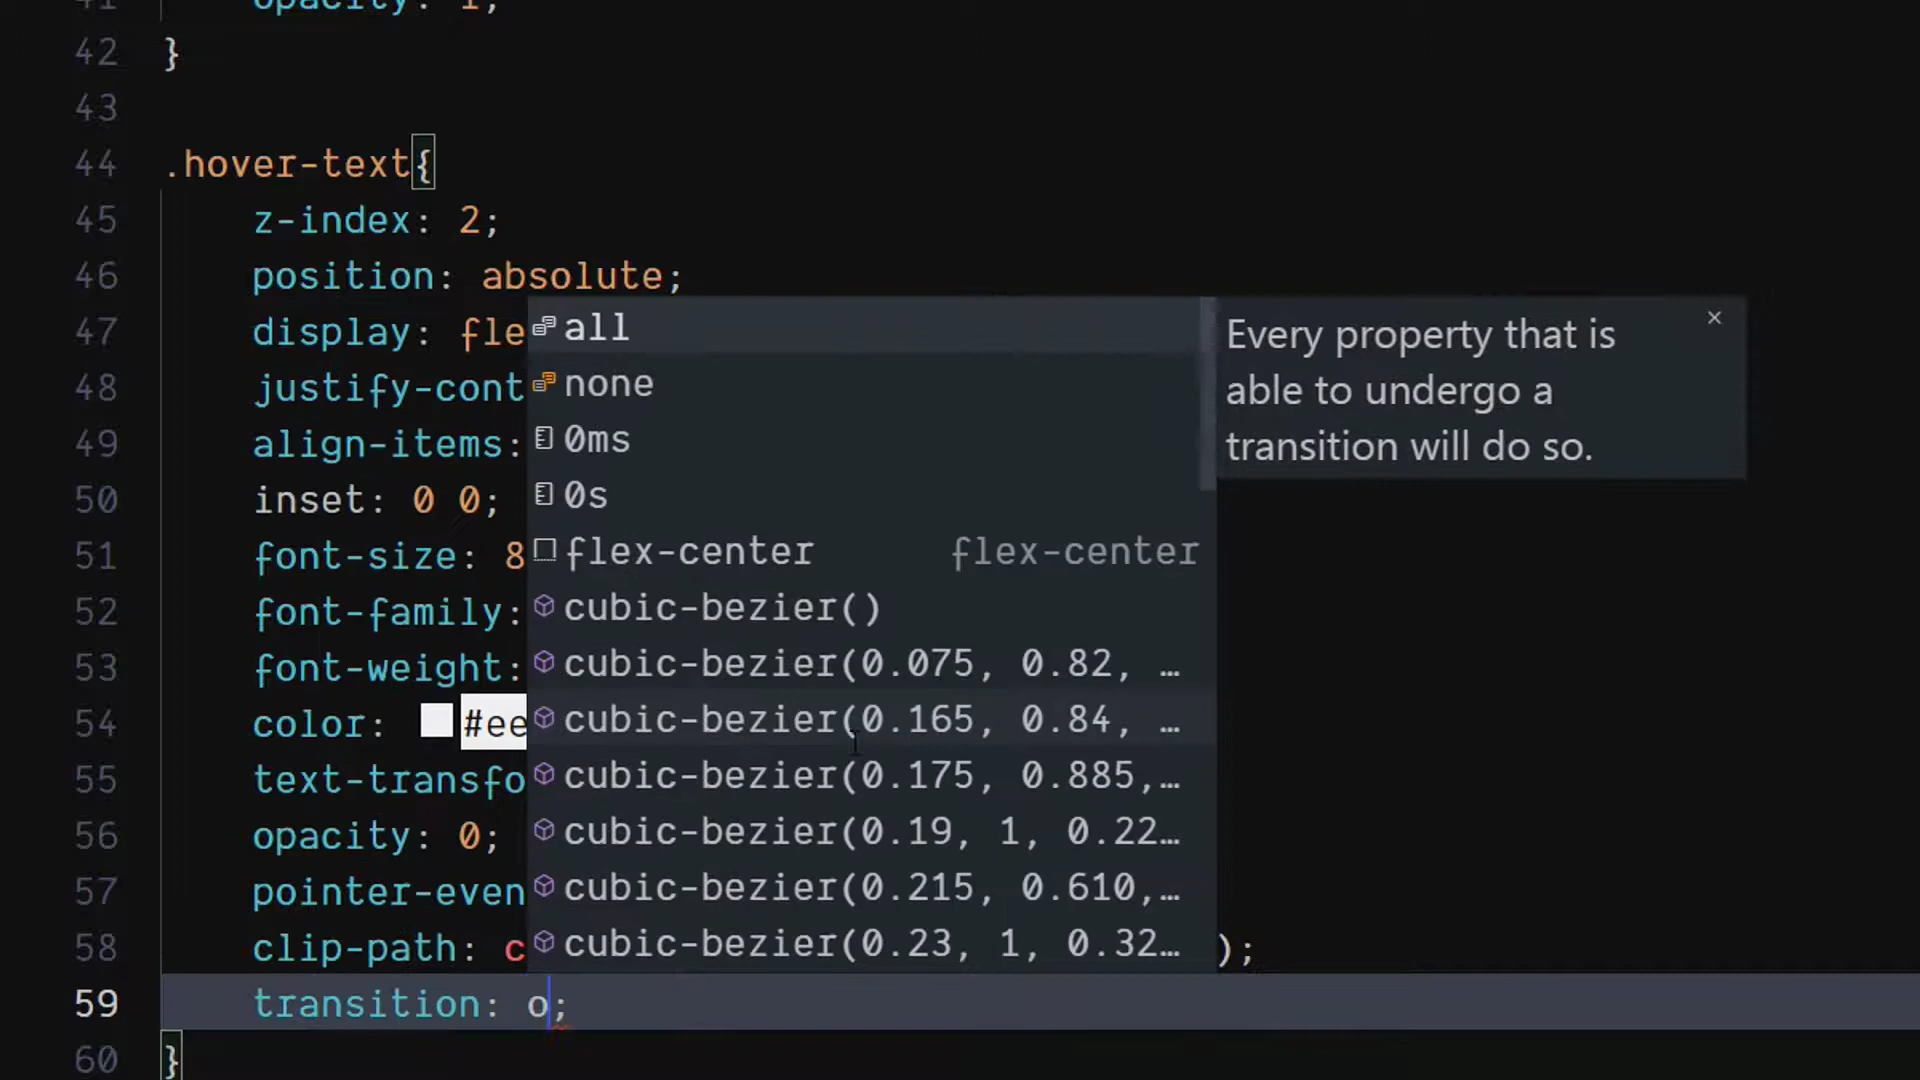 41 opacity: 1;
42 }
43
44 .hover-text{
45 z-index: 2;
46 position: absolute;
47 display: fle
48 justify-cont
49 align-items:
50 inset: 0 0;
51 font-size: 8
52 font-family:
53 font-weight:
54 color: #ee
55 text-transfo
56 opacity: 0;
57 pointer-even
58 clip-path: c );
59 transition: o;
60 }
all
none
0ms
0s
flex-center flex-center
cubic-bezier()
cubic-bezier(0.075, 0.82, …
cubic-bezier(0.165, 0.84, …
cubic-bezier(0.175, 0.885,…
cubic-bezier(0.19, 1, 0.22…
cubic-bezier(0.215, 0.610,…
cubic-bezier(0.23, 1, 0.32…
Every property that is
able to undergo a
transition will do so.